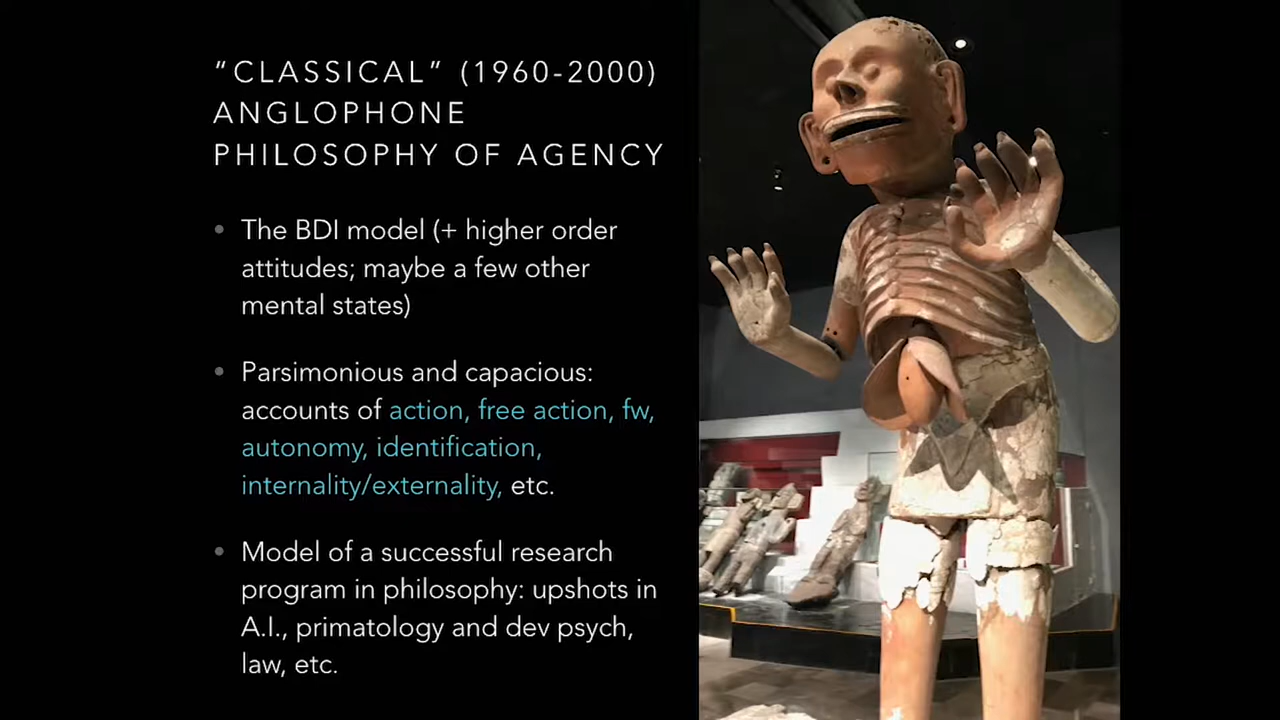 “CLASSICAL” (1960-2000)
ANGLOPHONE
PHILOSOPHY OF AGENCY
• The BDI model (+ higher order
attitudes; maybe a few other
mental states)
• Parsimonious and capacious:
accounts of action, free action, fw,
autonomy, identification,
internality/externality, etc.
• Model of a successful research
program in philosophy: upshots in
A.I., primatology and dev psych,
law, etc.